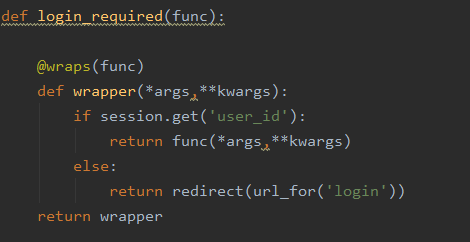 def login_required(func):
@wraps(func)
def wrapper(*args,**kwargs):
if session.get('user_id'):
return func(*args,**kwargs)
else:
return redirect(url_for('login'))
return wrapper